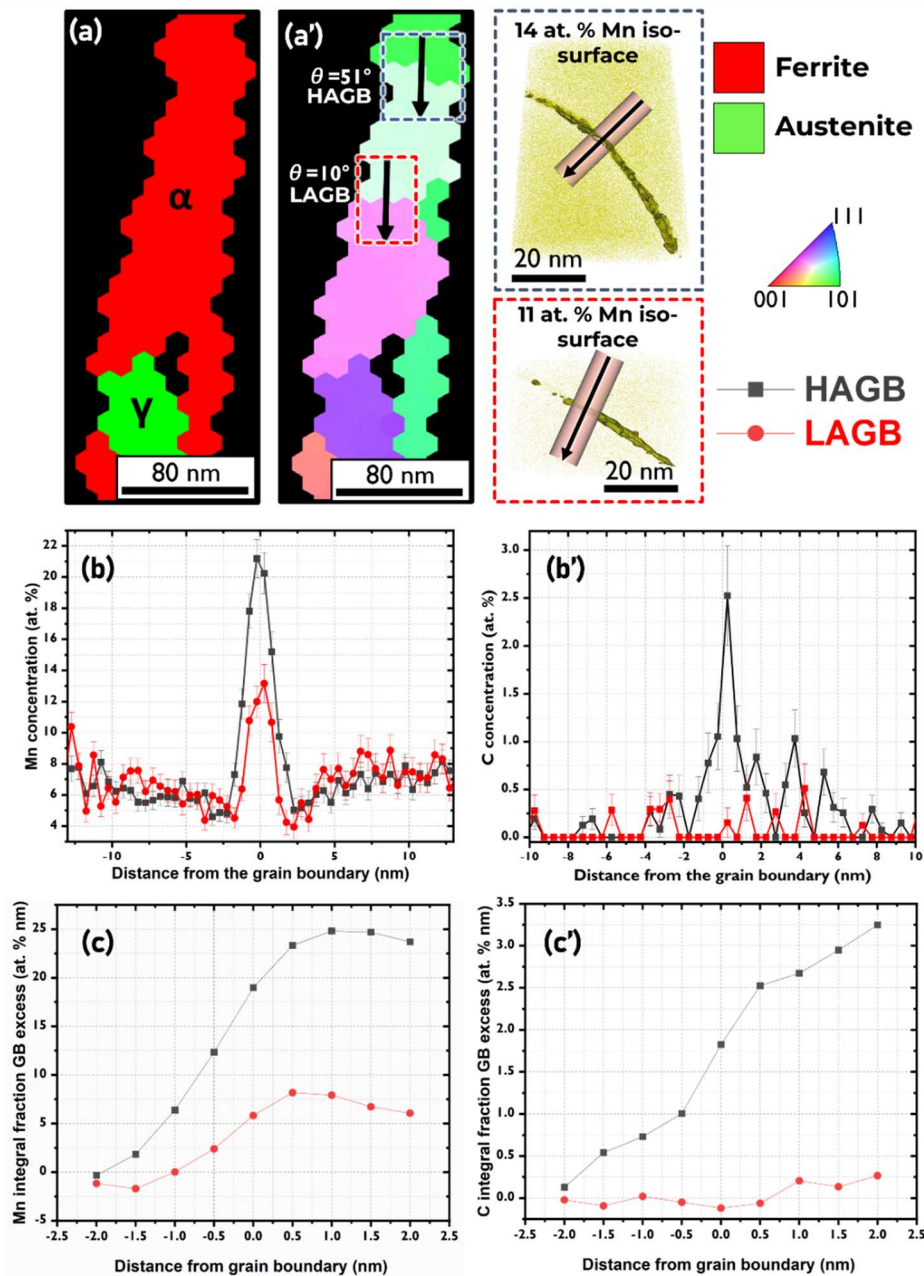 (a)
α
γ
80 nm
(a')
θ=51°
HAGB
θ=10°
LAGB
80 nm
14 at. % Mn iso-
surface
20 nm
11 at. % Mn iso-
surface
20 nm
Ferrite
Austenite
111
001
101
HAGB
LAGB
(b)
Mn concentration (at. %)
22
20
18
16
14
12
10
8
6
4
-10
-5
0
5
10
Distance from the grain boundary (nm)
(b')
C concentration (at. %)
3.0
2.5
2.0
1.5
1.0
0.5
0.0
-10
-8
-6
-4
-2
0
2
4
6
8
10
Distance from the grain boundary (nm)
(c)
Mn integral fraction GB excess (at. % nm)
25
20
15
10
5
0
-5
-2.5
-2.0
-1.5
-1.0
-0.5
0.0
0.5
1.0
1.5
2.0
2.5
Distance from grain boundary (nm)
(c')
C integral fraction GB excess (at. % nm)
3.5
3.0
2.5
2.0
1.5
1.0
0.5
0.0
-2.5
-2.0
-1.5
-1.0
-0.5
0.0
0.5
1.0
1.5
2.0
2.5
Distance from grain boundary (nm)